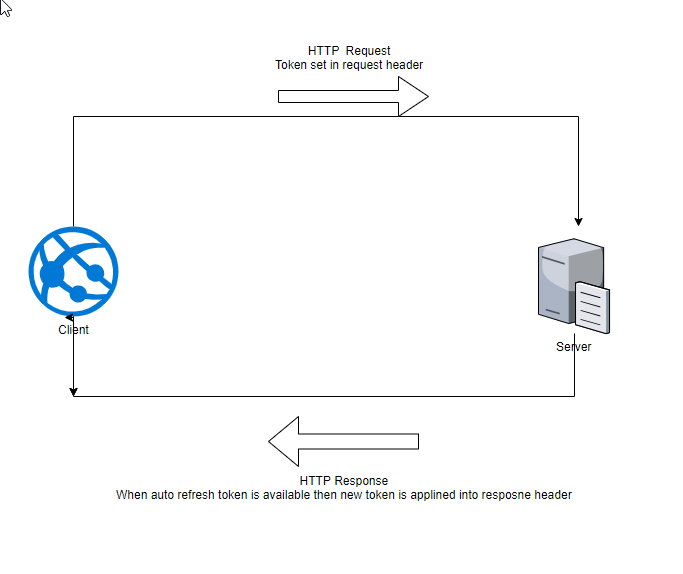 HTTP Request
Token set in request header
Client
Server
HTTP Response
When auto refresh token is available then new token is applined into resposne header